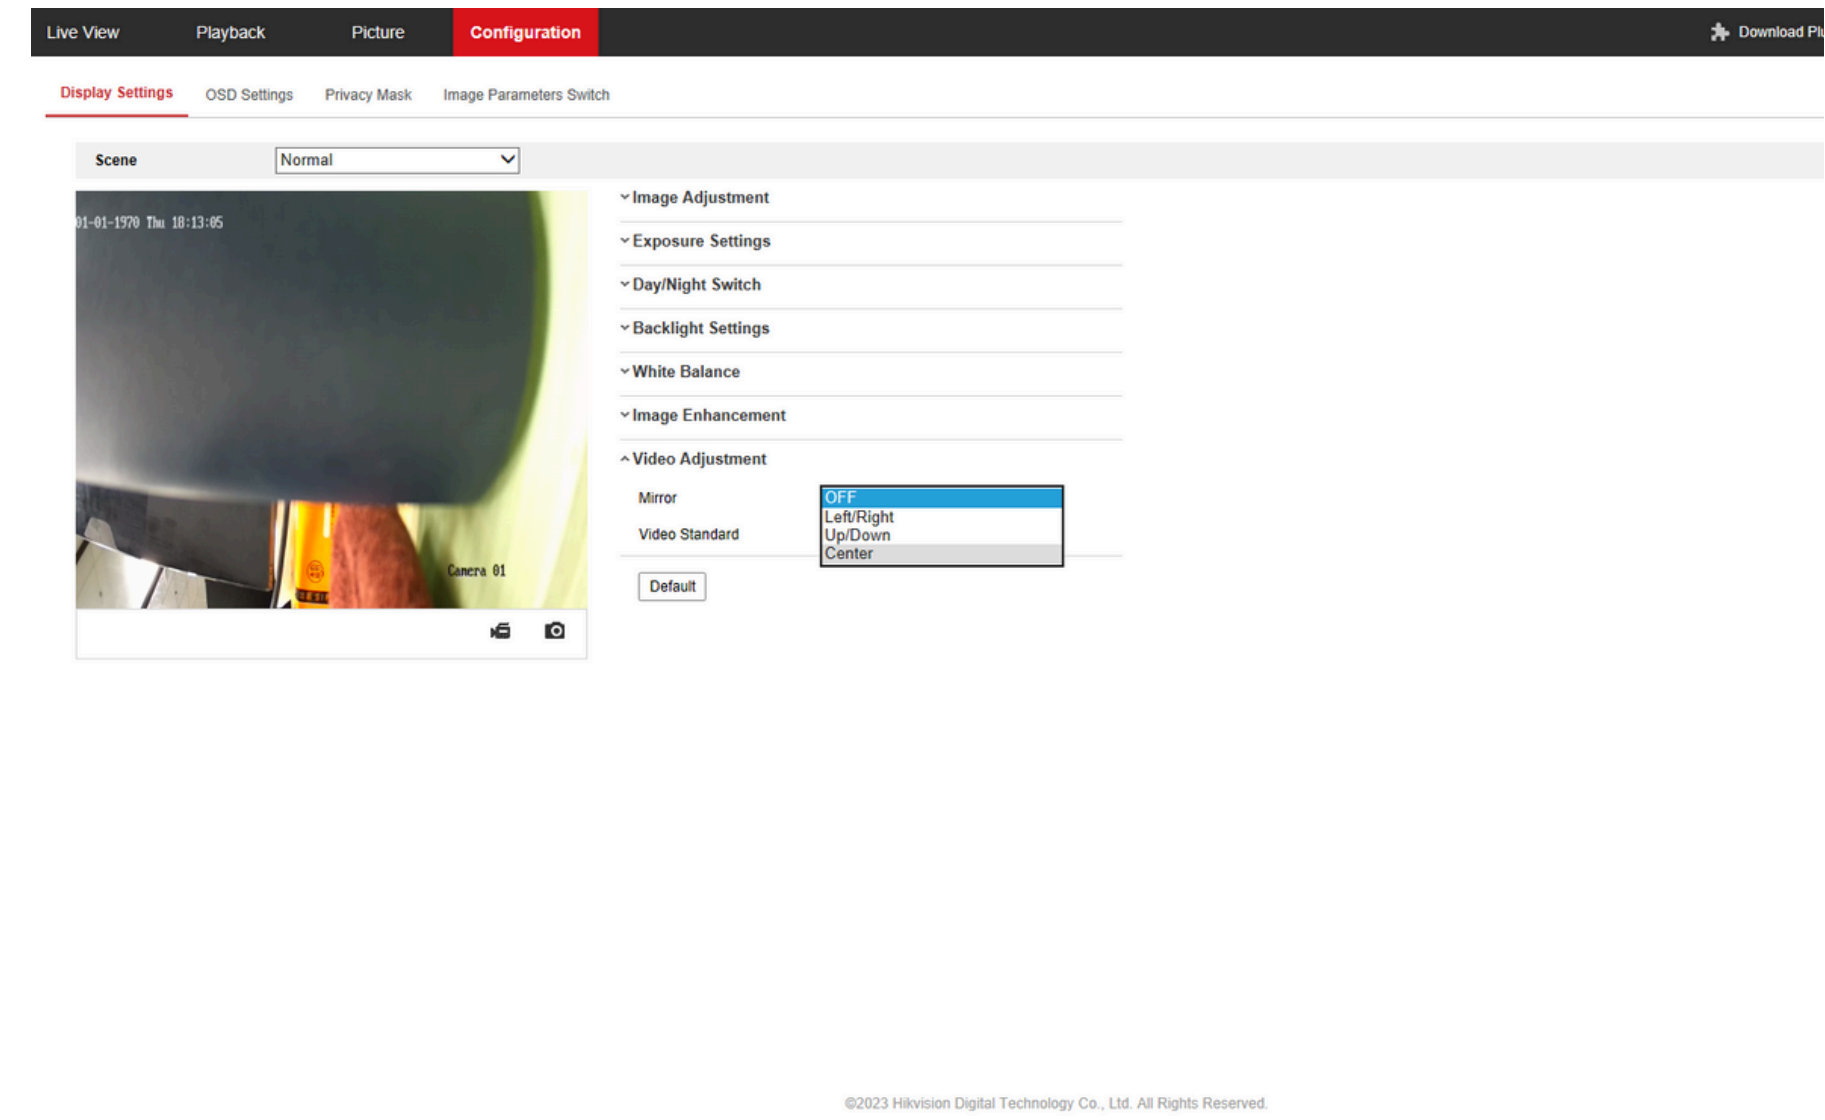 Live View Playback Picture Configuration Download Plu
Display Settings OSD Settings Privacy Mask Image Parameters Switch
Scene Normal
01-01-1970 Thu 18:13:05
Camera 01
Image Adjustment
Exposure Settings
Day/Night Switch
Backlight Settings
White Balance
Image Enhancement
Video Adjustment
Mirror OFF
Left/Right
Video Standard Up/Down
Center
Default
©2023 Hikvision Digital Technology Co., Ltd. All Rights Reserved.